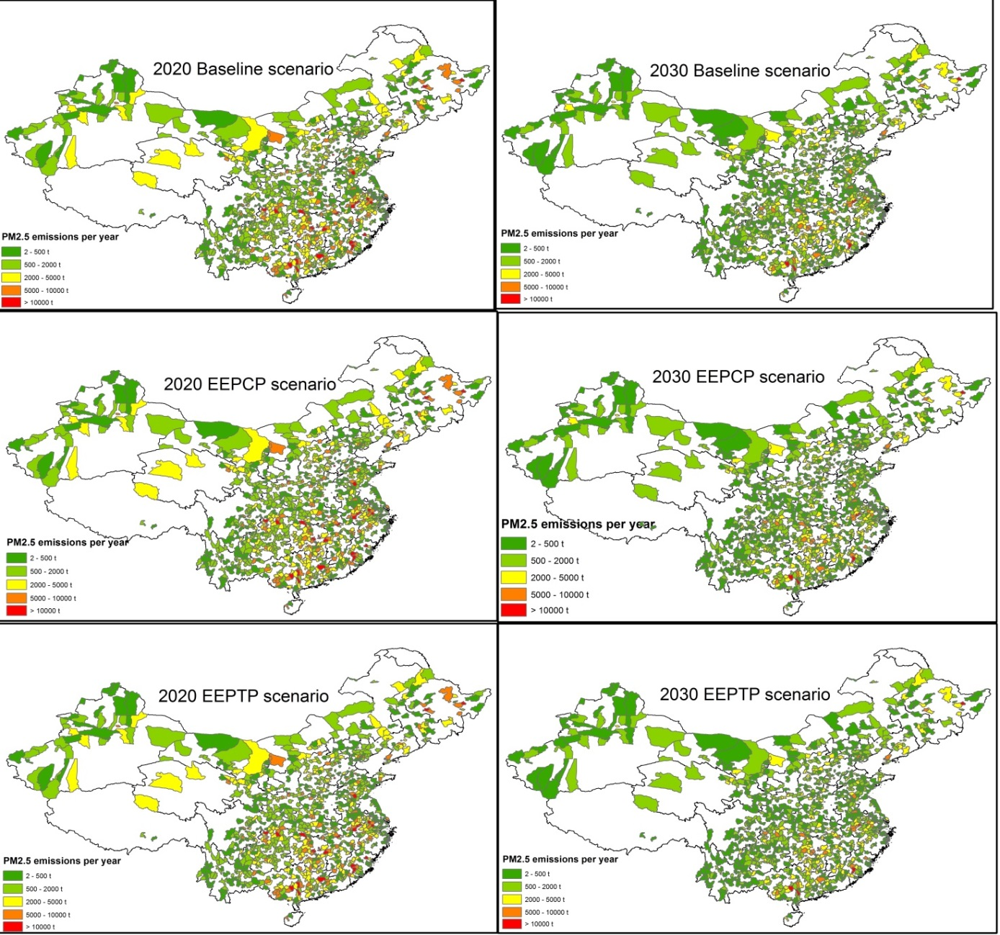 2020 Baseline scenario
PM2.5 emissions per year
2 - 500 t
500 - 2000 t
2000 - 5000 t
5000 - 10000 t
> 10000 t
2030 Baseline scenario
PM2.5 emissions per year
2 - 500 t
500 - 2000 t
2000 - 5000 t
5000 - 10000 t
> 10000 t
2020 EEPCP scenario
PM2.5 emissions per year
2 - 500 t
500 - 2000 t
2000 - 5000 t
5000 - 10000 t
> 10000 t
2030 EEPCP scenario
PM2.5 emissions per year
2 - 500 t
500 - 2000 t
2000 - 5000 t
5000 - 10000 t
> 10000 t
2020 EEPTP scenario
PM2.5 emissions per year
2 - 500 t
500 - 2000 t
2000 - 5000 t
5000 - 10000 t
> 10000 t
2030 EEPTP scenario
PM2.5 emissions per year
2 - 500 t
500 - 2000 t
2000 - 5000 t
5000 - 10000 t
> 10000 t